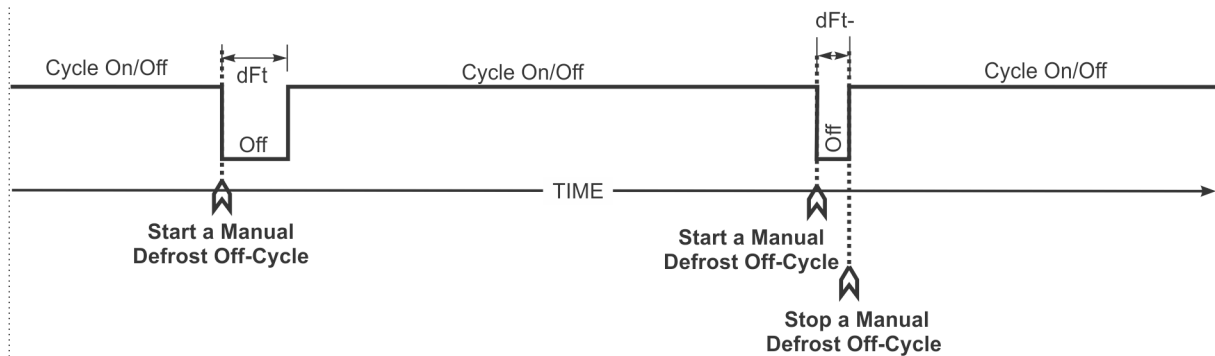 dFt-
Cycle On/Off
dFt
Cycle On/Off
Cycle On/Off
Off
Off
TIME
Start a Manual
Defrost Off-Cycle
Start a Manual
Defrost Off-Cycle
Stop a Manual
Defrost Off-Cycle